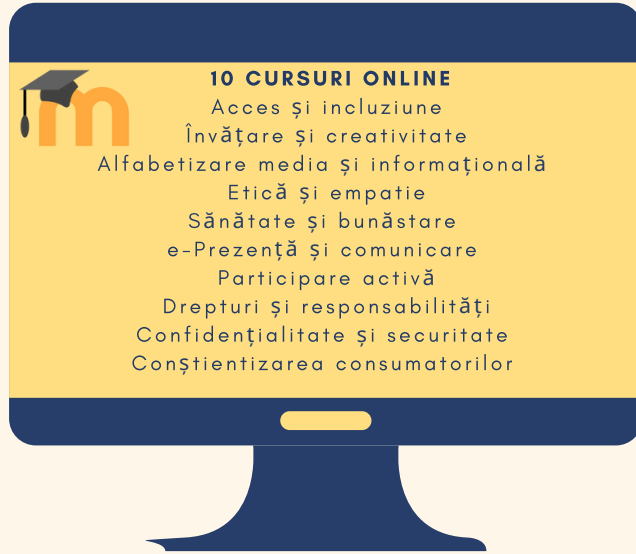 10 CURSURI ONLINE
Acces și incluziune
Învățare și creativitate
Alfabetizare media și informațională
Etică și empatie
Sănătate și bunăstare
e-Prezență și comunicare
Participare activă
Drepturi și responsabilități
Confidențialitate și securitate
Conștientizarea consumatorilor
m